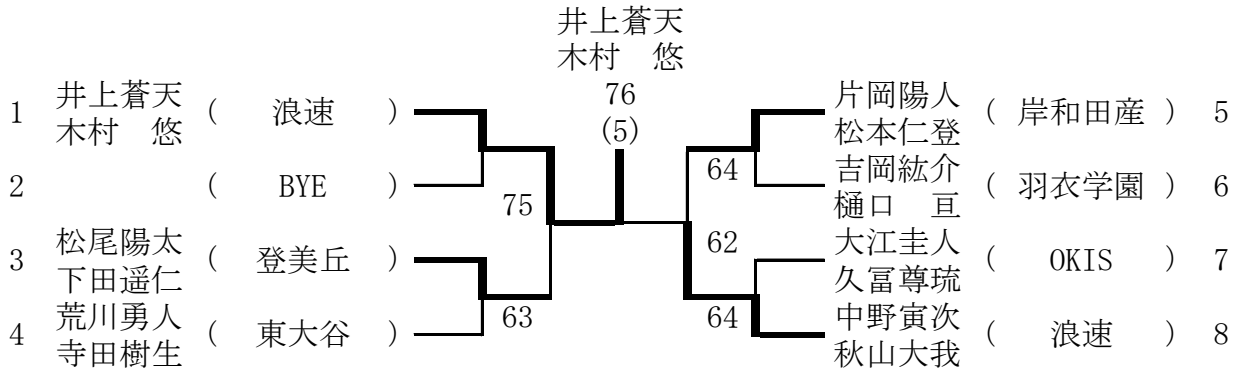 井上蒼天
木村　悠
76
(5)
1 井上蒼天 ( 浪速 )
木村　悠
2 ( BYE )
75
3 松尾陽太 ( 登美丘 )
下田遥仁
63
4 荒川勇人 ( 東大谷 )
寺田樹生
片岡陽人 ( 岸和田産 ) 5
松本仁登
64
吉岡紘介 ( 羽衣学園 ) 6
樋口　亘
62
大江圭人 ( OKIS ) 7
久冨尊琉
64
中野寅次 ( 浪速 ) 8
秋山大我